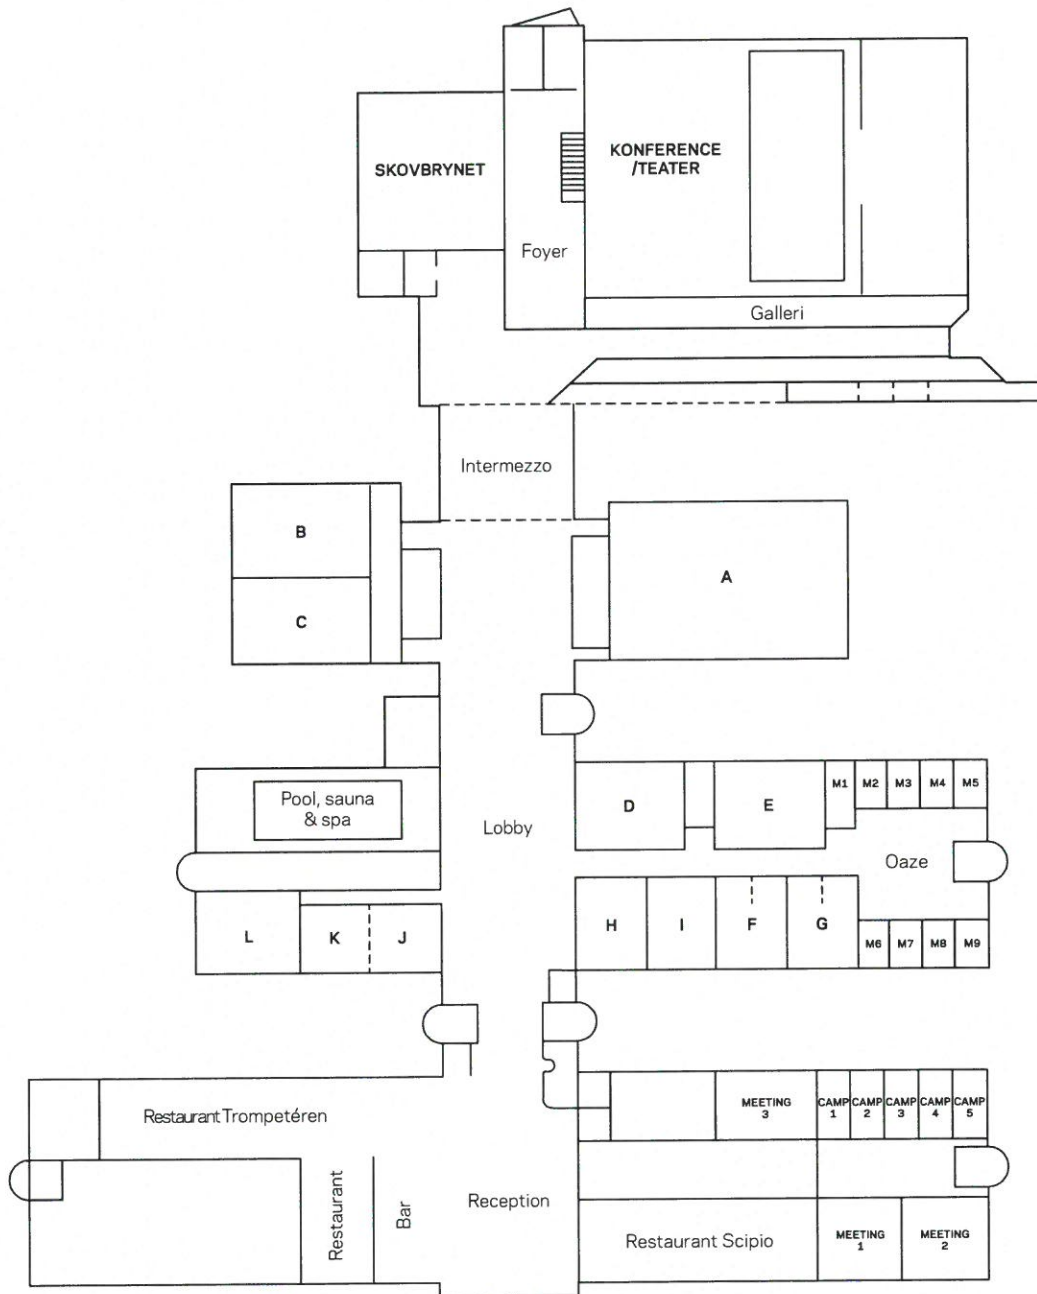 SKOVBRYNET
KONFERENCE
/TEATER
Foyer
Galleri
Intermezzo
B
A
C
Pool, sauna
& spa
Lobby
D
E
M1
M2
M3
M4
M5
Oaze
L
K
J
H
I
F
G
M6
M7
M8
M9
Restaurant Trompetéren
MEETING
3
CAMP
1
CAMP
2
CAMP
3
CAMP
4
CAMP
5
Restaurant
Bar
Reception
Restaurant Scipio
MEETING
1
MEETING
2